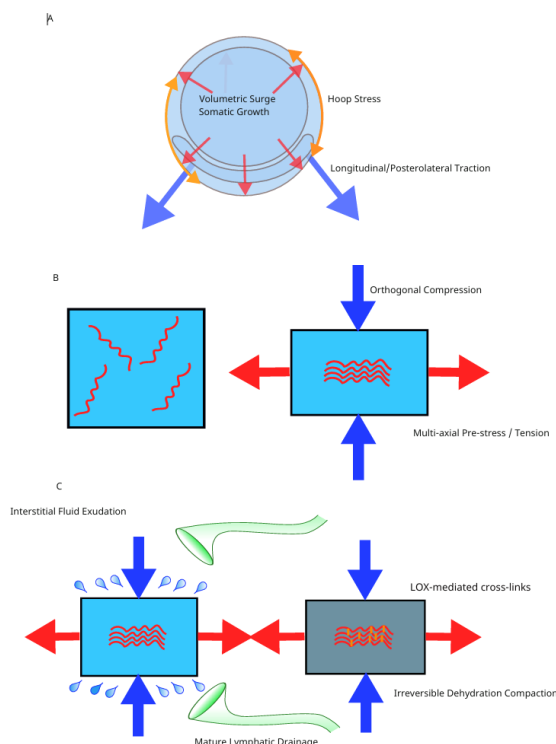 A
Volumetric Surge
Somatic Growth
Hoop Stress
Longitudinal/Posterolateral Traction
B
Orthogonal Compression
Multi-axial Pre-stress / Tension
C
Interstitial Fluid Exudation
LOX-mediated cross-links
Irreversible Dehydration Compaction
Mature Lymphatic Drainage